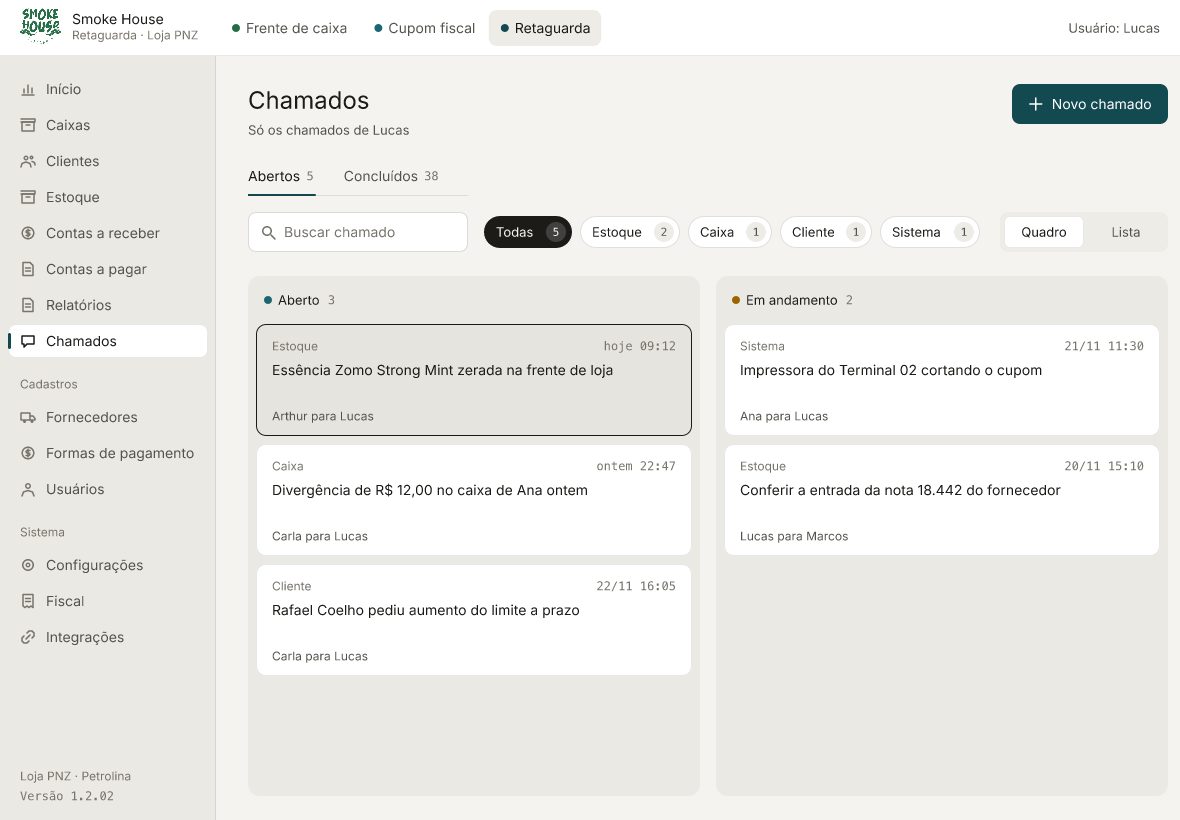 SMOKE
HOUSE
Smoke House
Retaguarda · Loja PNZ
Frente de caixa
Cupom fiscal
Retaguarda
Usuário: Lucas
Início
Caixas
Clientes
Estoque
Contas a receber
Contas a pagar
Relatórios
Chamados
Cadastros
Fornecedores
Formas de pagamento
Usuários
Sistema
Configurações
Fiscal
Integrações
Loja PNZ · Petrolina
Versão 1.2.02
Chamados
Só os chamados de Lucas
Novo chamado
Abertos 5
Concluídos 38
Buscar chamado
Todas 5
Estoque 2
Caixa 1
Cliente 1
Sistema 1
Quadro
Lista
Aberto 3
Estoque hoje 09:12
Essência Zomo Strong Mint zerada na frente de loja
Arthur para Lucas
Caixa ontem 22:47
Divergência de R$ 12,00 no caixa de Ana ontem
Carla para Lucas
Cliente 22/11 16:05
Rafael Coelho pediu aumento do limite a prazo
Carla para Lucas
Em andamento 2
Sistema 21/11 11:30
Impressora do Terminal 02 cortando o cupom
Ana para Lucas
Estoque 20/11 15:10
Conferir a entrada da nota 18.442 do fornecedor
Lucas para Marcos